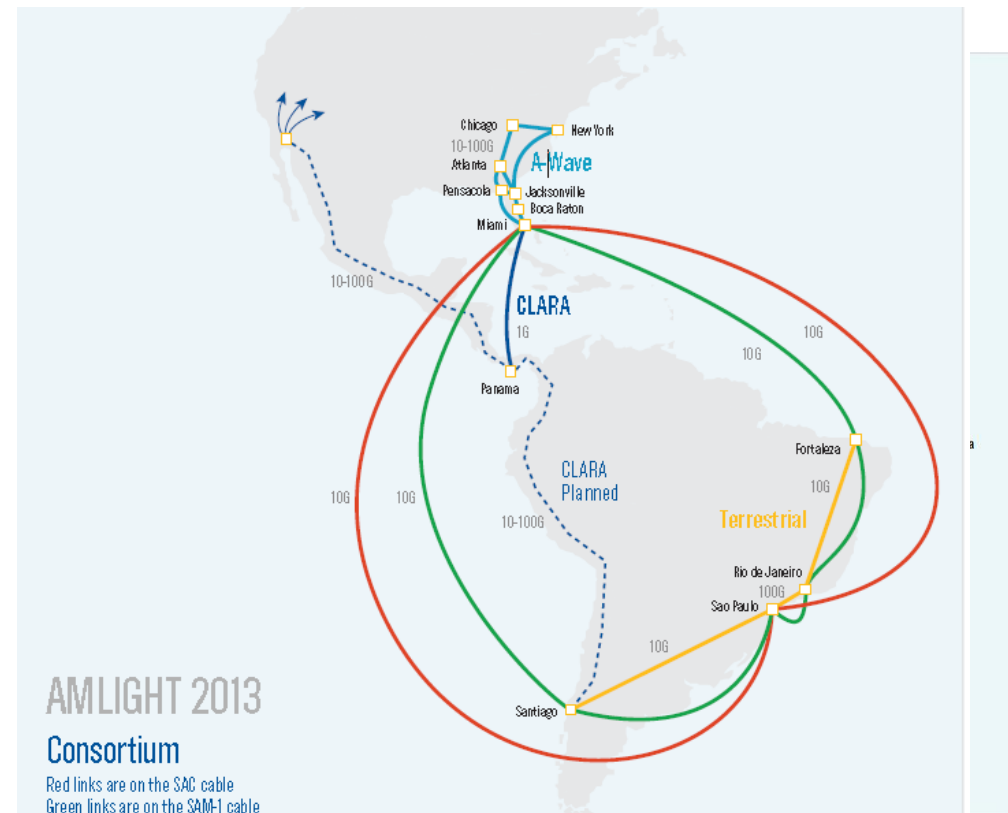 Chicago
New York
10-100G
Atlanta
A-Wave
Pensacola
Jacksonville
Boca Raton
Miami
10-100G
CLARA
1G
10G
10G
Panama
Fortaleza
a
CLARA
Planned
10G
10G
10G
10-100G
Terrestrial
Rio de Janeiro
100G
Sao Paulo
10G
AMLIGHT 2013
Santiago
Consortium
Red links are on the SAC cable
Green links are on the SAM-1 cable